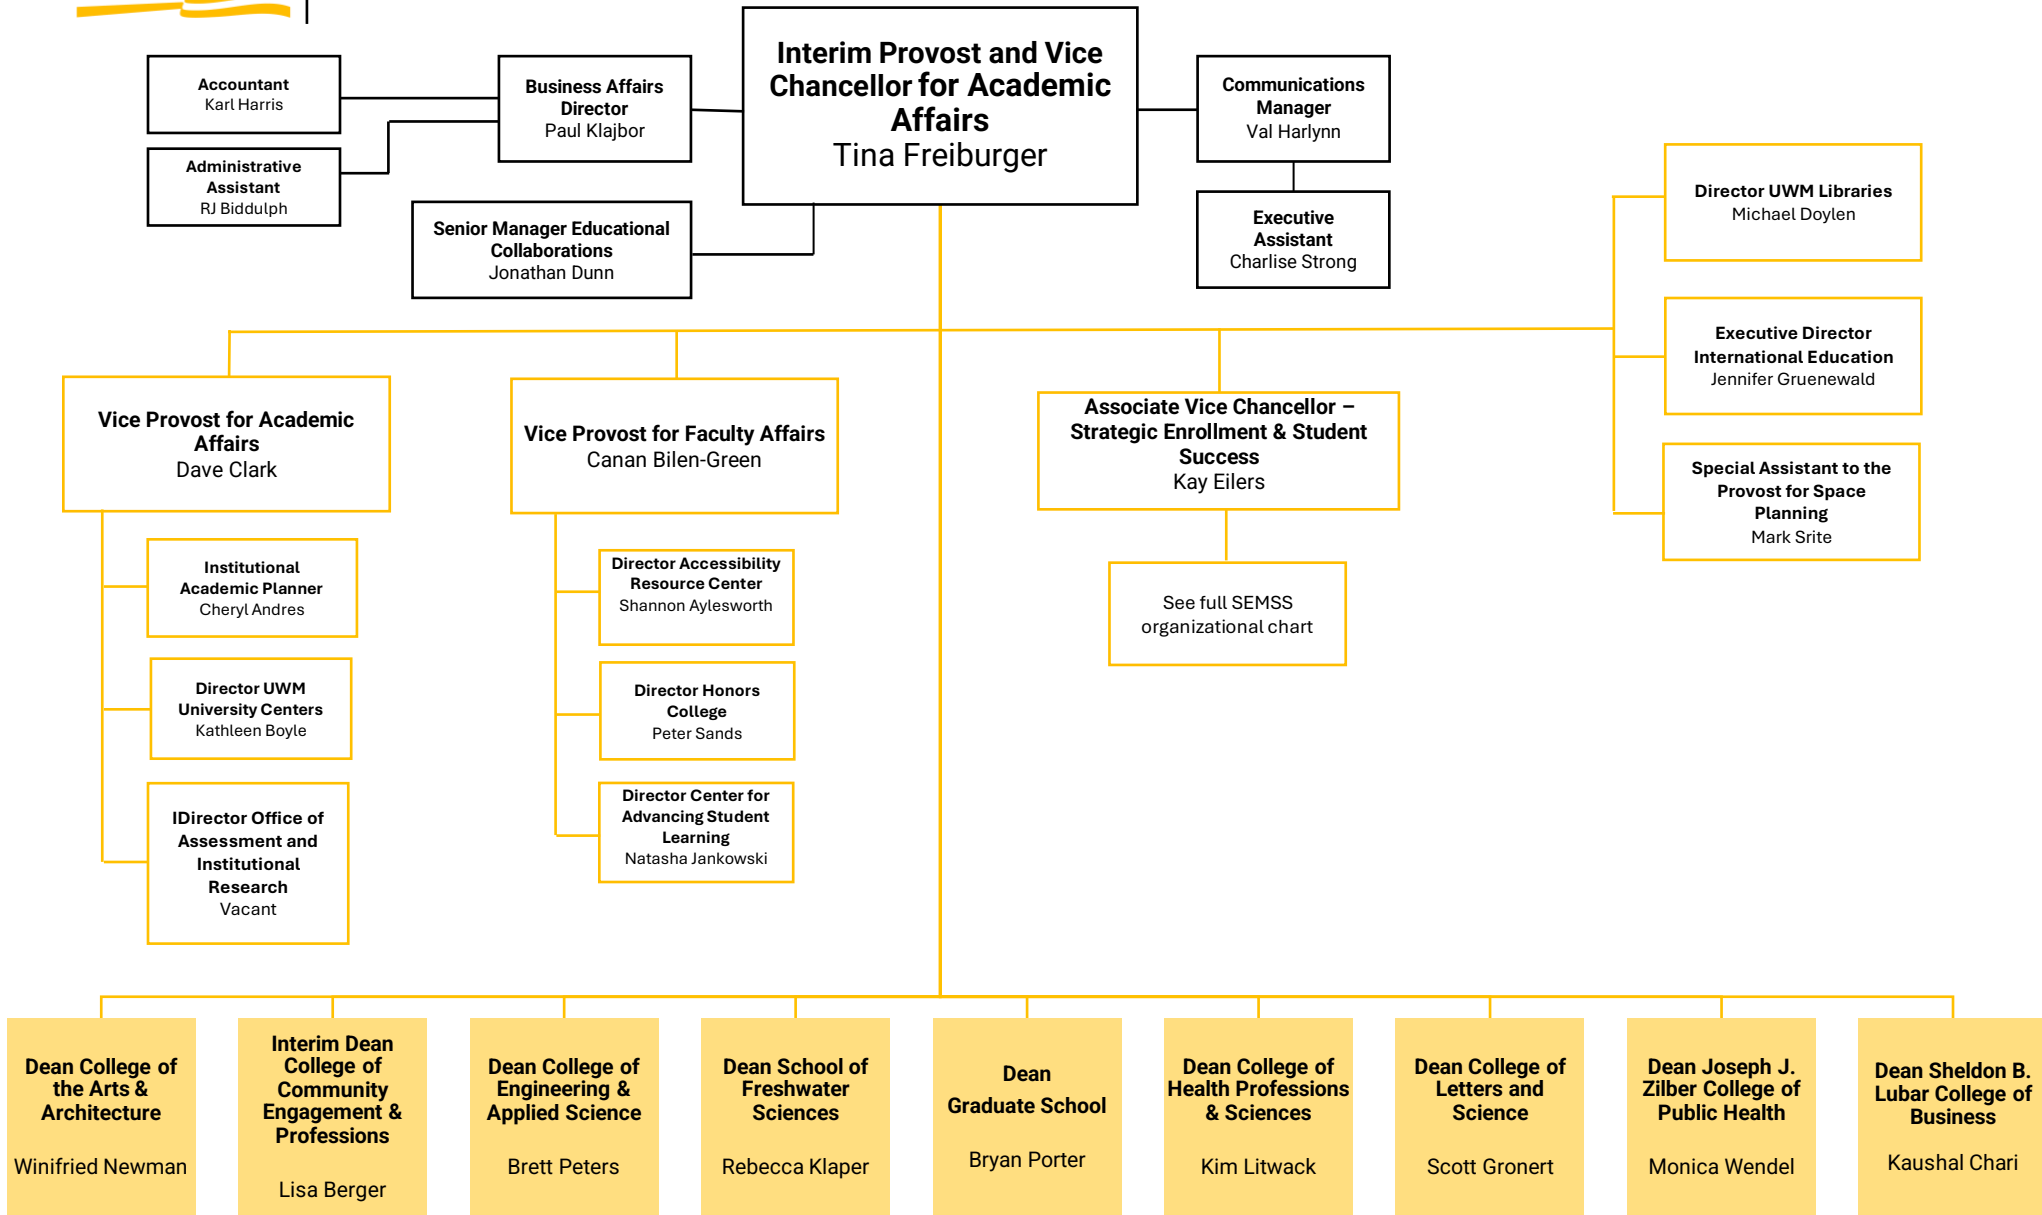 Interim Provost and Vice
Chancellor for Academic
Affairs
Tina Freiburger
Accountant
Karl Harris
Business Affairs
Director
Paul Klajbor
Communications
Manager
Val Harlynn
Administrative
Assistant
RJ Biddulph
Senior Manager Educational
Collaborations
Jonathan Dunn
Executive
Assistant
Charlise Strong
Director UWM Libraries
Michael Doylen
Executive Director
International Education
Jennifer Gruenewald
Special Assistant to the
Provost for Space
Planning
Mark Srite
Vice Provost for Academic
Affairs
Dave Clark
Vice Provost for Faculty Affairs
Canan Bilen-Green
Associate Vice Chancellor –
Strategic Enrollment & Student
Success
Kay Eilers
Institutional
Academic Planner
Cheryl Andres
Director UWM
University Centers
Kathleen Boyle
IDirector Office of
Assessment and
Institutional
Research
Vacant
Director Accessibility
Resource Center
Shannon Aylesworth
Director Honors
College
Peter Sands
Director Center for
Advancing Student
Learning
Natasha Jankowski
See full SEMSS
organizational chart
Dean College of
the Arts &
Architecture
Winifried Newman
Interim Dean
College of
Community
Engagement &
Professions
Lisa Berger
Dean College of
Engineering &
Applied Science
Brett Peters
Dean School of
Freshwater
Sciences
Rebecca Klaper
Dean
Graduate School
Bryan Porter
Dean College of
Health Professions
& Sciences
Kim Litwack
Dean College of
Letters and
Science
Scott Gronert
Dean Joseph J.
Zilber College of
Public Health
Monica Wendel
Dean Sheldon B.
Lubar College of
Business
Kaushal Chari